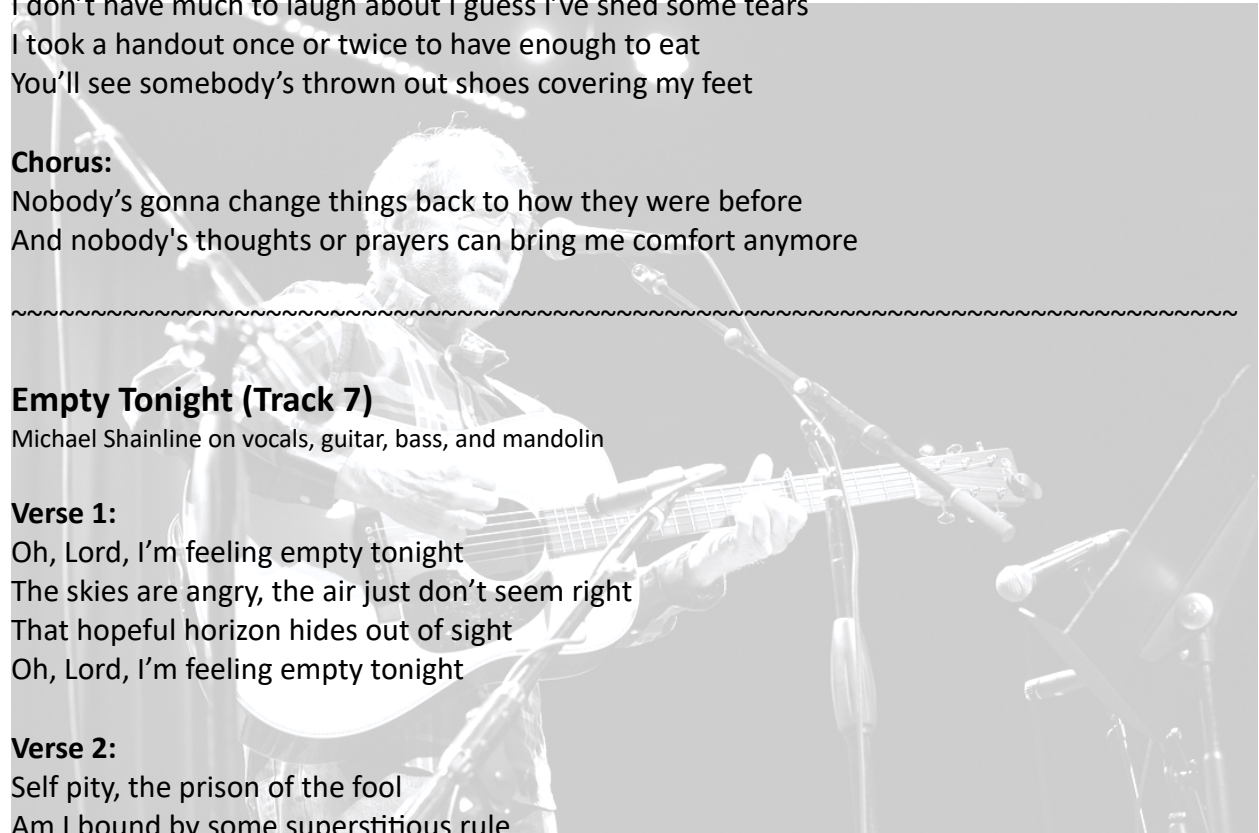 I don't have much to laugh about I guess I've shed some tears
I took a handout once or twice to have enough to eat
You'll see somebody's thrown out shoes covering my feet
Chorus:
Nobody's gonna change things back to how they were before
And nobody's thoughts or prayers can bring me comfort anymore
~~~~~~~~~~~~~~~~~~~~~~~~~~~~~~~~~~~~~~~~~~~~~~~~~~~~~~~~~~~~~~~~~~~~~~~~~~~~~
Empty Tonight (Track 7)
Michael Shainline on vocals, guitar, bass, and mandolin
Verse 1:
Oh, Lord, I'm feeling empty tonight
The skies are angry, the air just don't seem right
That hopeful horizon hides out of sight
Oh, Lord, I'm feeling empty tonight
Verse 2:
Self pity, the prison of the fool
Am I bound by some superstitious rule